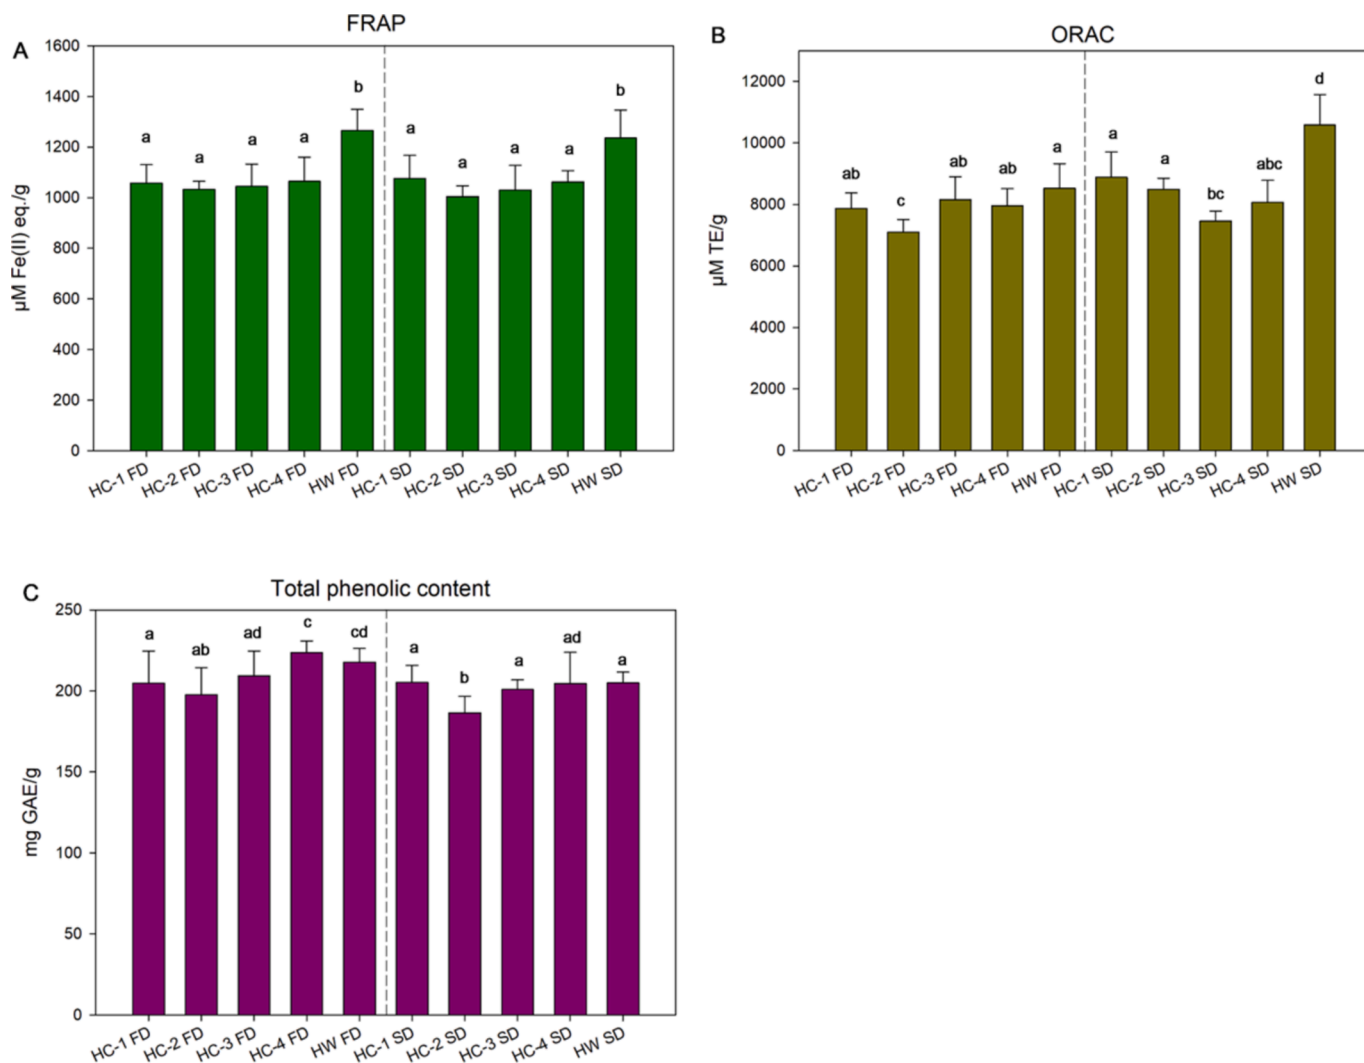 A
FRAP
1600
1400
1200
1000
800
600
400
200
0
µM Fe(II) eq./g
a
a
a
a
b
a
a
a
a
b
HC-1 FD
HC-2 FD
HC-3 FD
HC-4 FD
HW FD
HC-1 SD
HC-2 SD
HC-3 SD
HC-4 SD
HW SD
B
ORAC
12000
10000
8000
6000
4000
2000
0
µM TE/g
ab
c
ab
ab
a
a
a
bc
abc
d
HC-1 FD
HC-2 FD
HC-3 FD
HC-4 FD
HW FD
HC-1 SD
HC-2 SD
HC-3 SD
HC-4 SD
HW SD
C
Total phenolic content
250
200
150
100
50
0
mg GAE/g
a
ab
ad
c
cd
a
b
a
ad
a
HC-1 FD
HC-2 FD
HC-3 FD
HC-4 FD
HW FD
HC-1 SD
HC-2 SD
HC-3 SD
HC-4 SD
HW SD